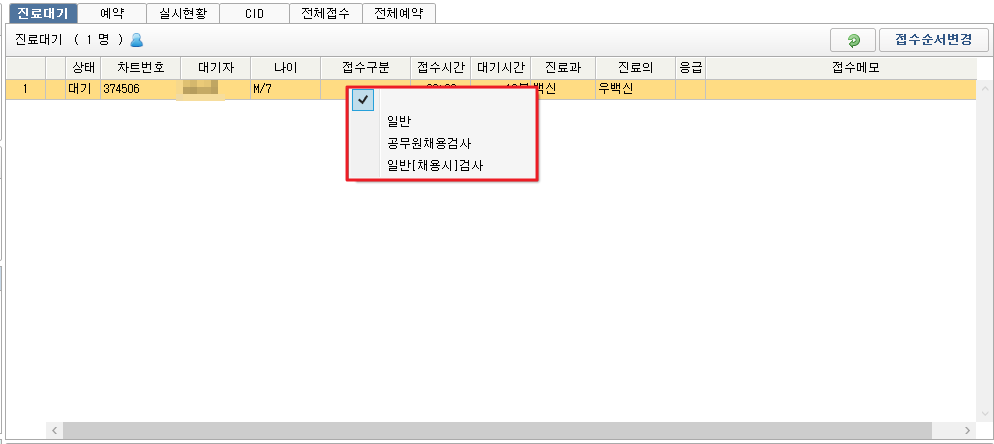 진료대기 예약 실시현황 CID 전체접수 전체예약
진료대기 ( 1 명 ) 접수순서변경
상태 차트번호 대기자 나이 접수구분 접수시간 대기시간 진료과 진료의 응급 접수메모
1 대기 374506 M/7 백신 우백신
일반
공무원채용검사
일반[채용시]검사